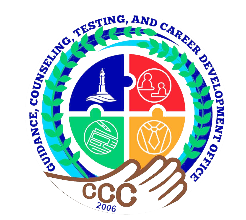 GUIDANCE, COUNSELING, TESTING, AND CAREER DEVELOPMENT OFFICE
CCC
2006